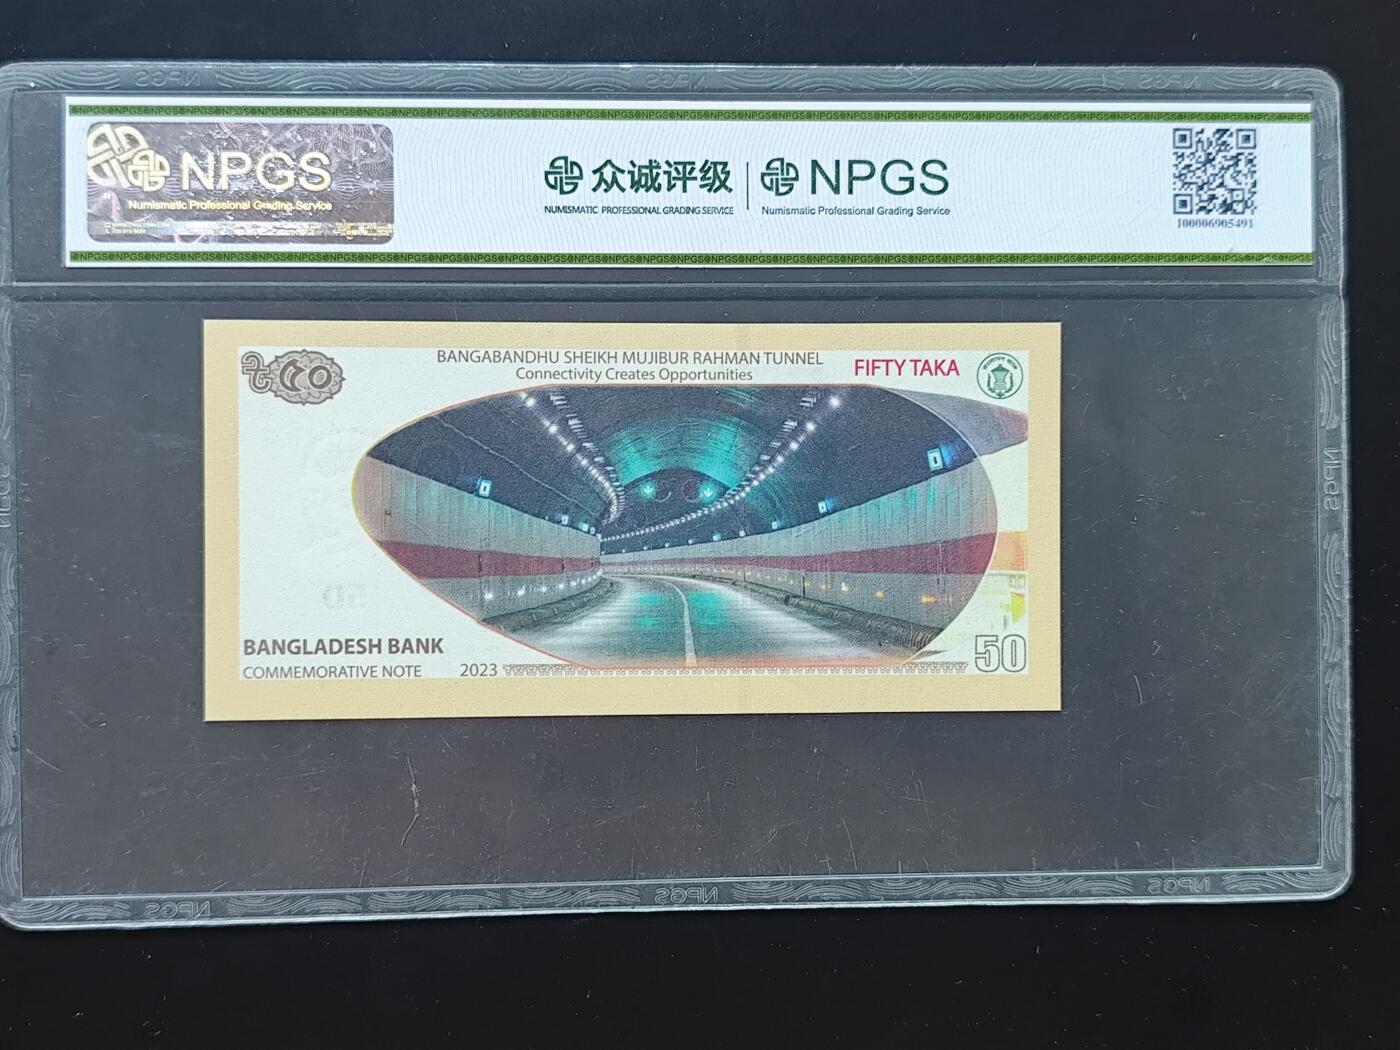 NPGS
Numismatic Professional Grading Service
众诚评级
NUMISMATIC PROFESSIONAL GRADING SERVICE
NPGS
Numismatic Professional Grading Service
100006905491
৳৫০
BANGABANDHU SHEIKH MUJIBUR RAHMAN TUNNEL
Connectivity Creates Opportunities
FIFTY TAKA
BANGLADESH BANK
COMMEMORATIVE NOTE 2023
50